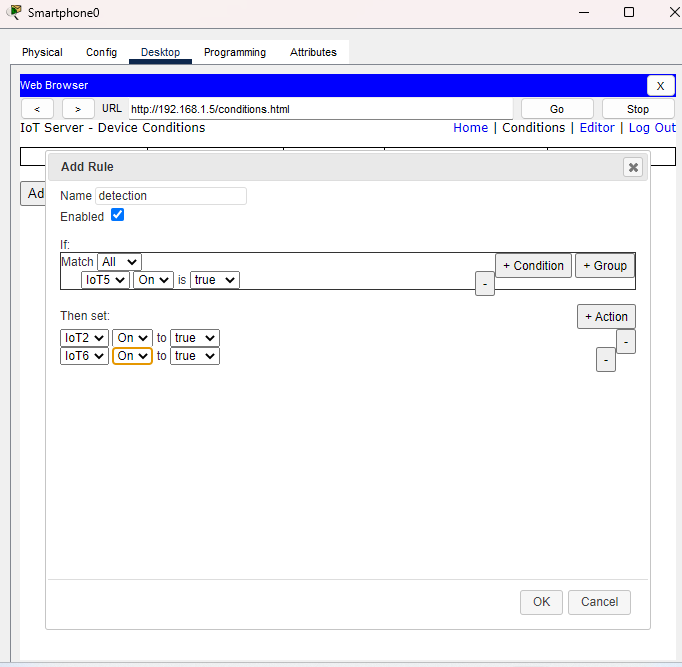 Smartphone0
Physical Config Desktop Programming Attributes
Web Browser X
< > URL http://192.168.1.5/conditions.html Go Stop
IoT Server - Device Conditions Home | Conditions | Editor | Log Out
Ad
Add Rule
Name detection
Enabled
If:
Match All + Condition + Group
IoT5 On is true -
Then set: + Action
IoT2 On to true -
IoT6 On to true -
OK Cancel